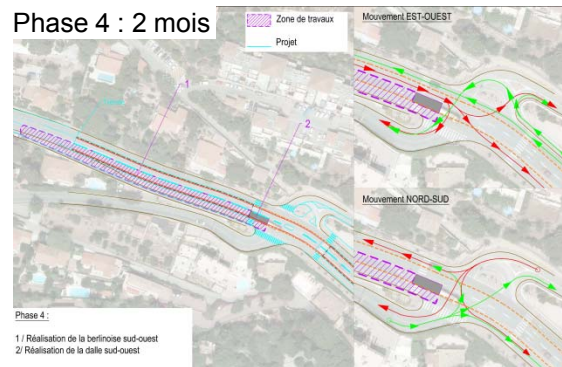 Phase 4 : 2 mois
Zone de travaux
Projet
Mouvement EST-OUEST
1
2
Mouvement NORD-SUD
Phase 4 :
1 / Réalisation de la berlinoise sud-ouest
2/ Réalisation de la dalle sud-ouest